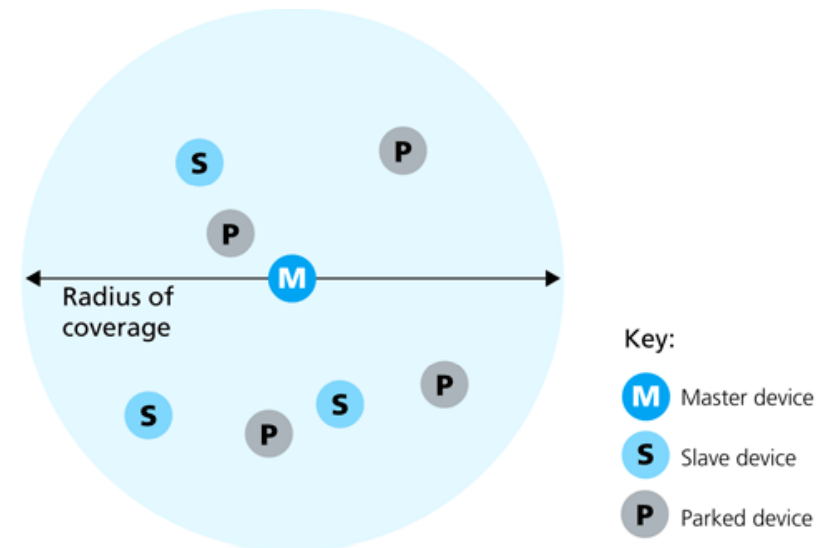 S
P
P
M
Radius of
coverage
S
P
S
P
Key:
M Master device
S Slave device
P Parked device